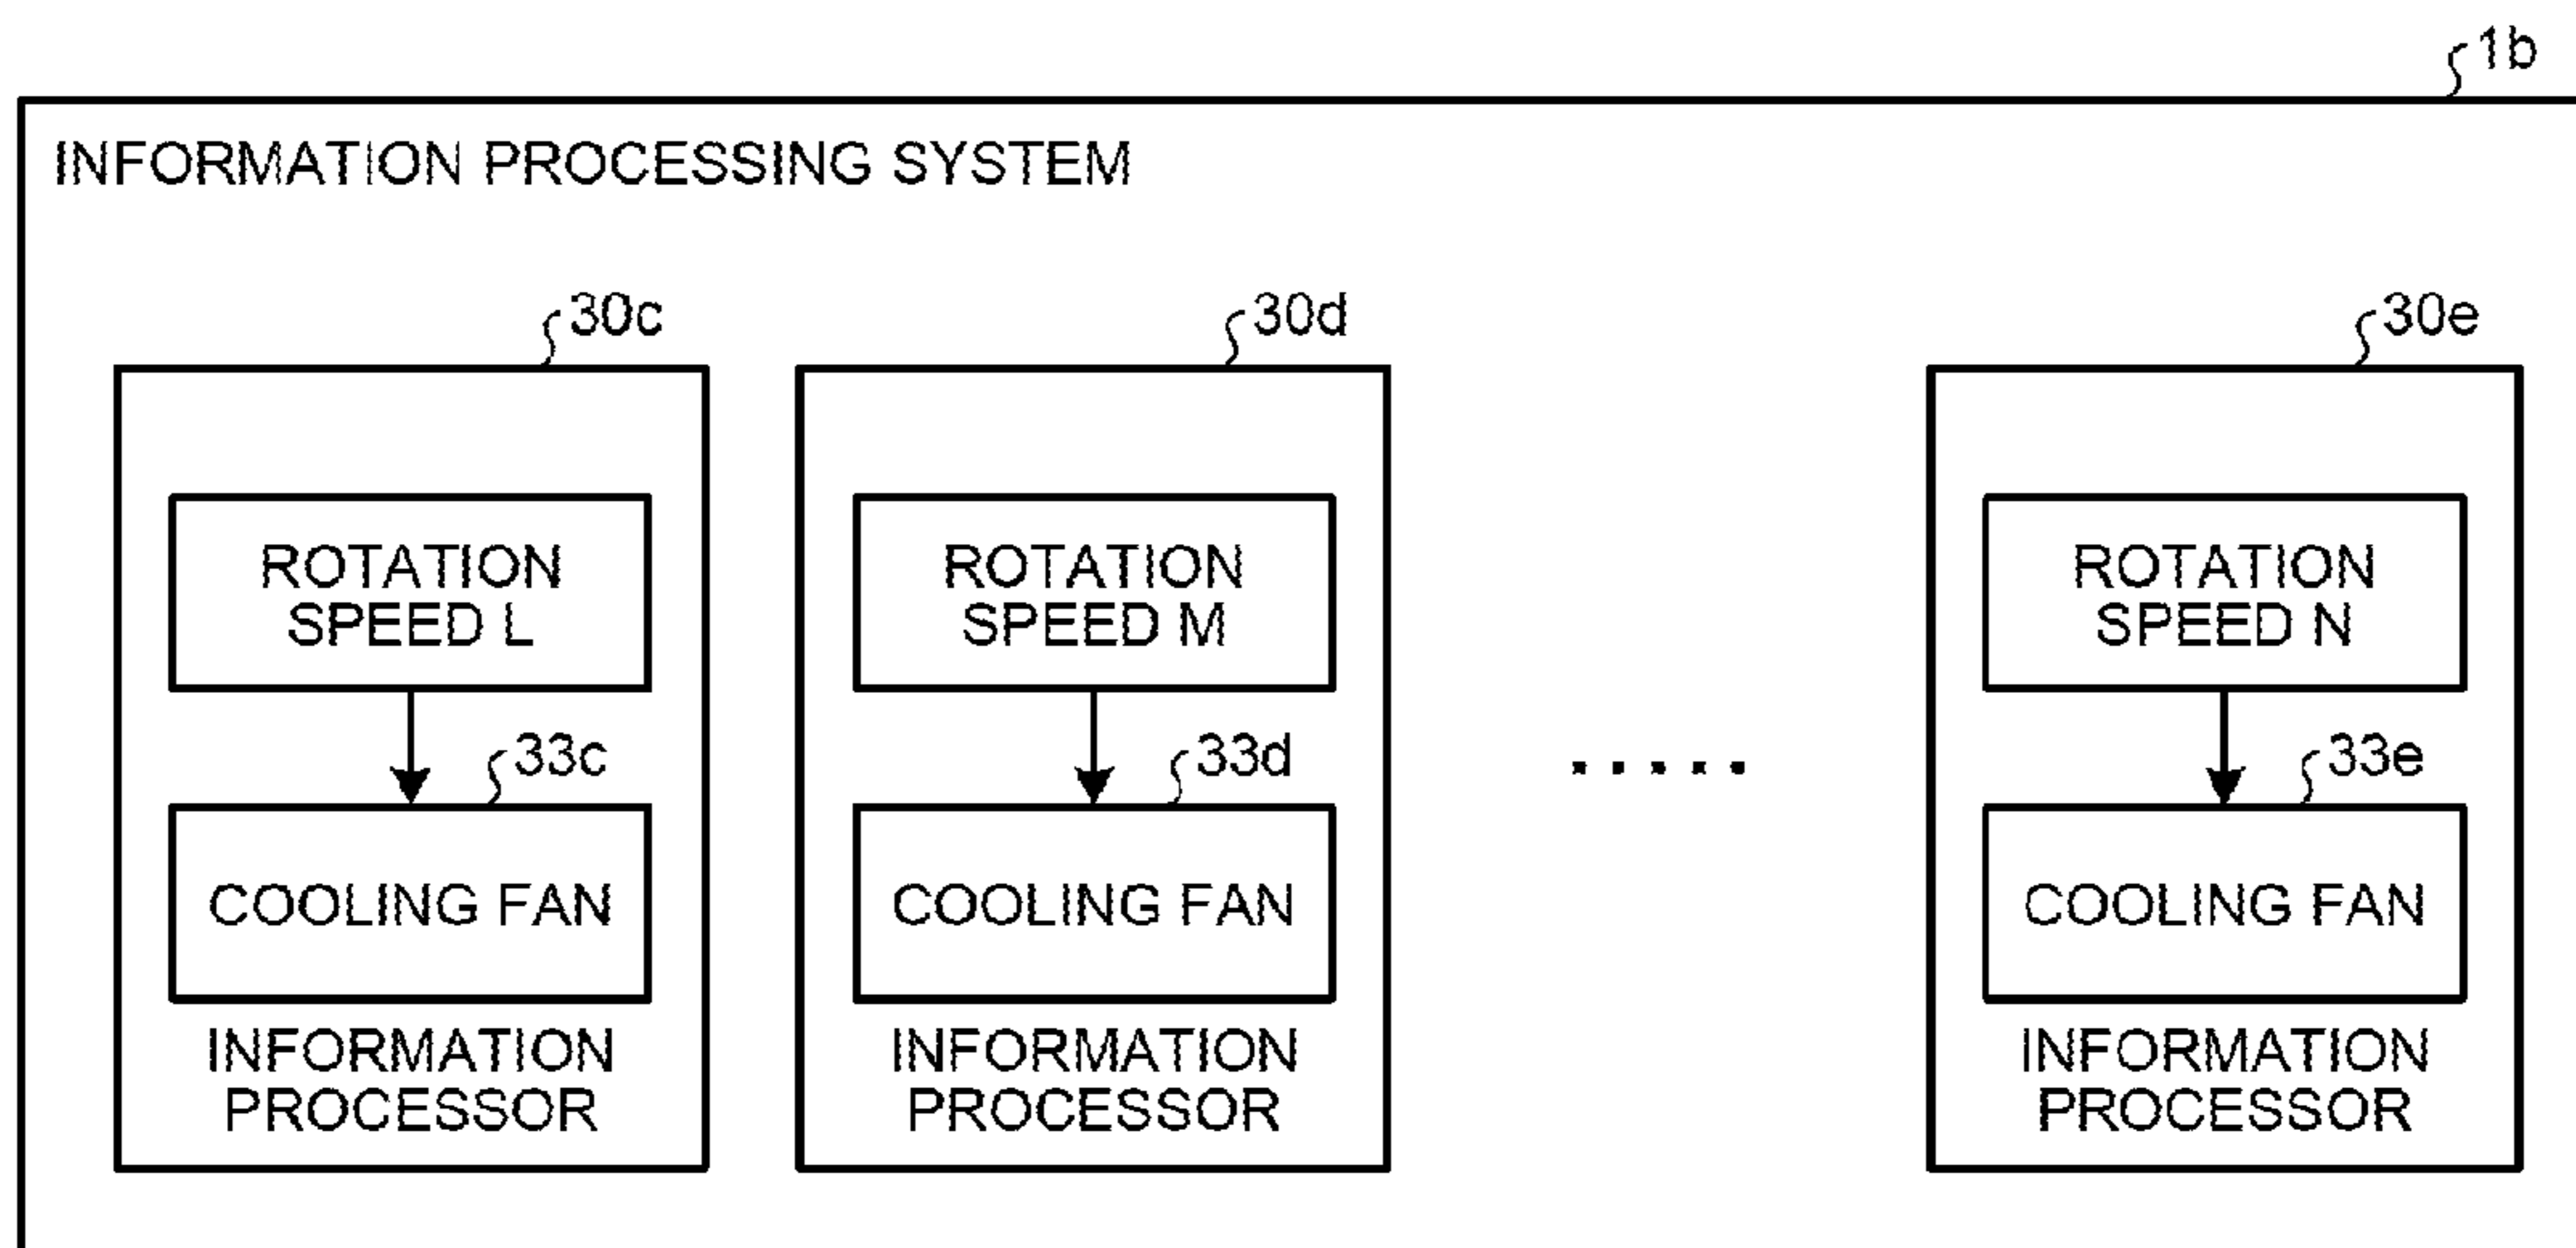 1b
INFORMATION PROCESSING SYSTEM
30c
30d
30e
ROTATION
SPEED L
ROTATION
SPEED M
ROTATION
SPEED N
33c
33d
.....
33e
COOLING FAN
COOLING FAN
COOLING FAN
INFORMATION
PROCESSOR
INFORMATION
PROCESSOR
INFORMATION
PROCESSOR